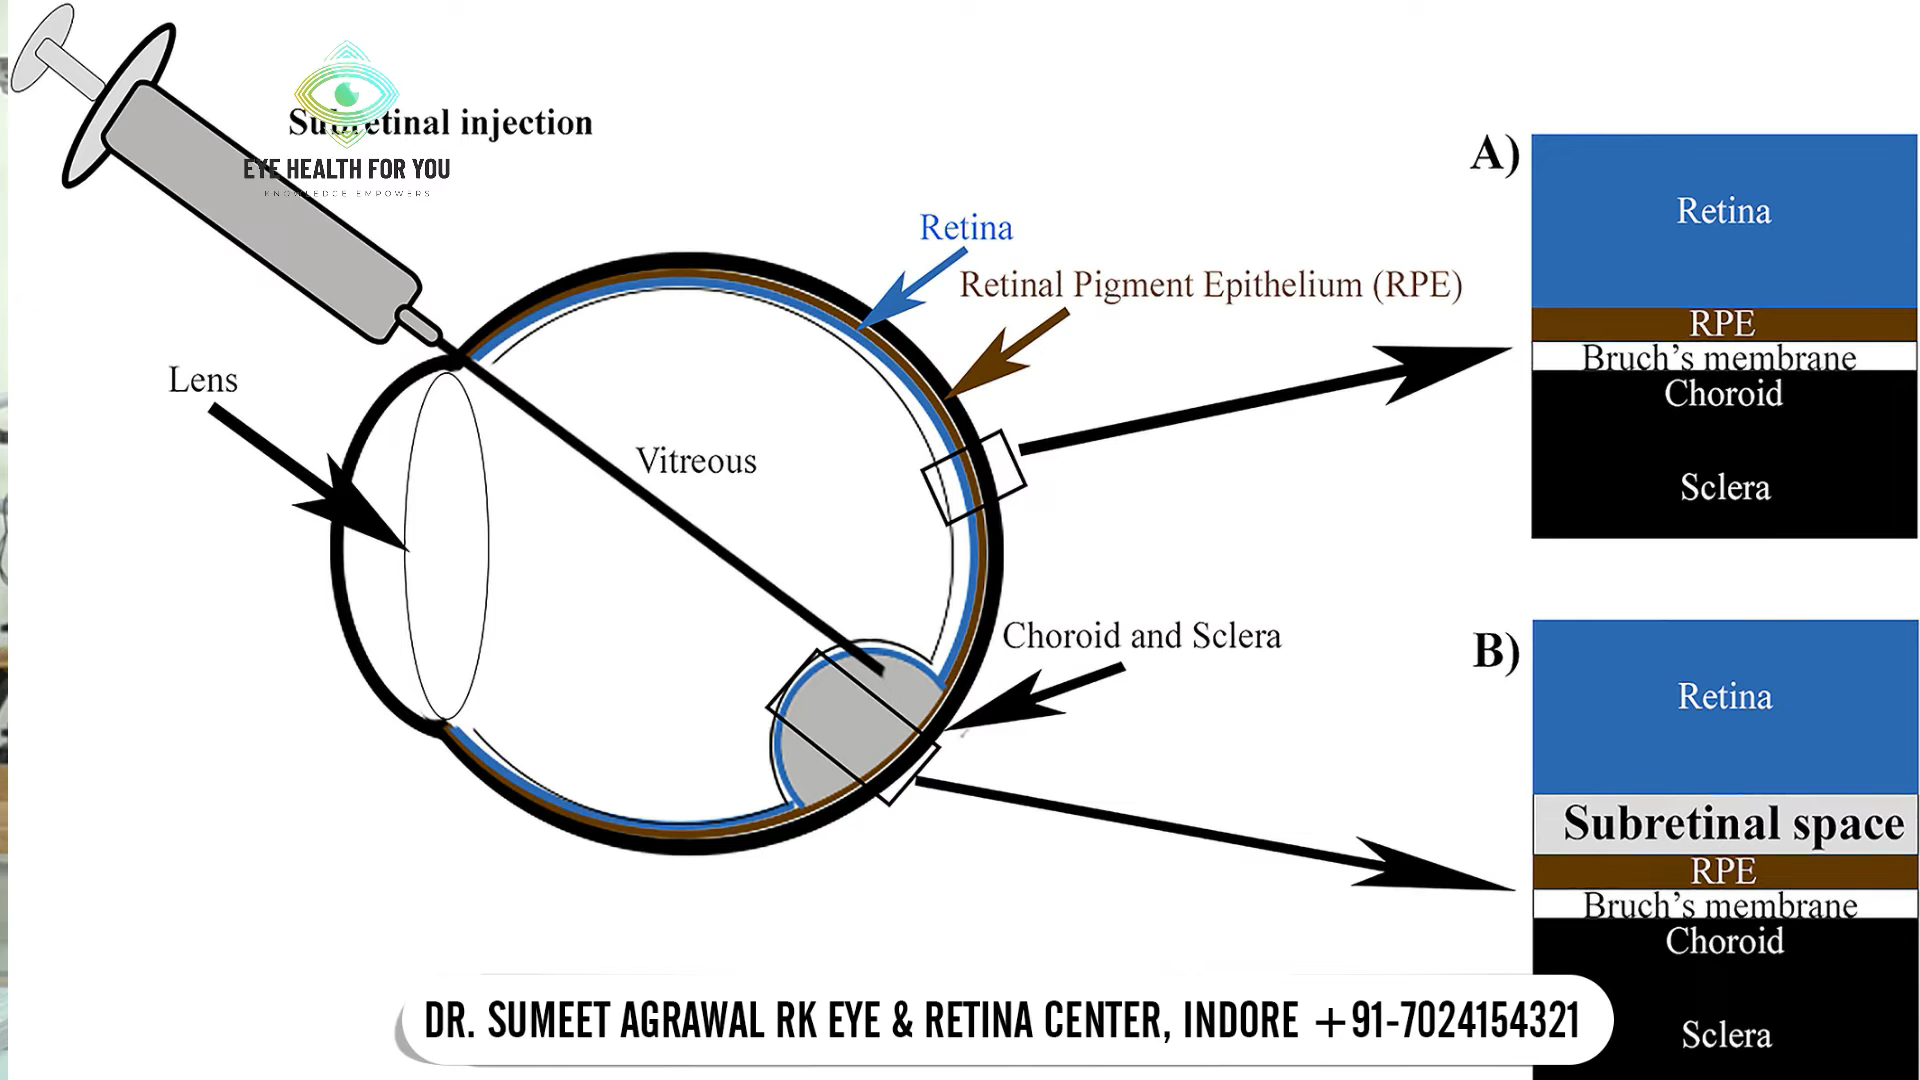 Subretinal injection
EYE HEALTH FOR YOU
KNOWLEDGE EMPOWERS
Retina
Retinal Pigment Epithelium (RPE)
Lens
Vitreous
Choroid and Sclera
A)
Retina
RPE
Bruch’s membrane
Choroid
Sclera
B)
Retina
Subretinal space
RPE
Bruch’s membrane
Choroid
Sclera
DR. SUMEET AGRAWAL RK EYE & RETINA CENTER, INDORE +91-7024154321